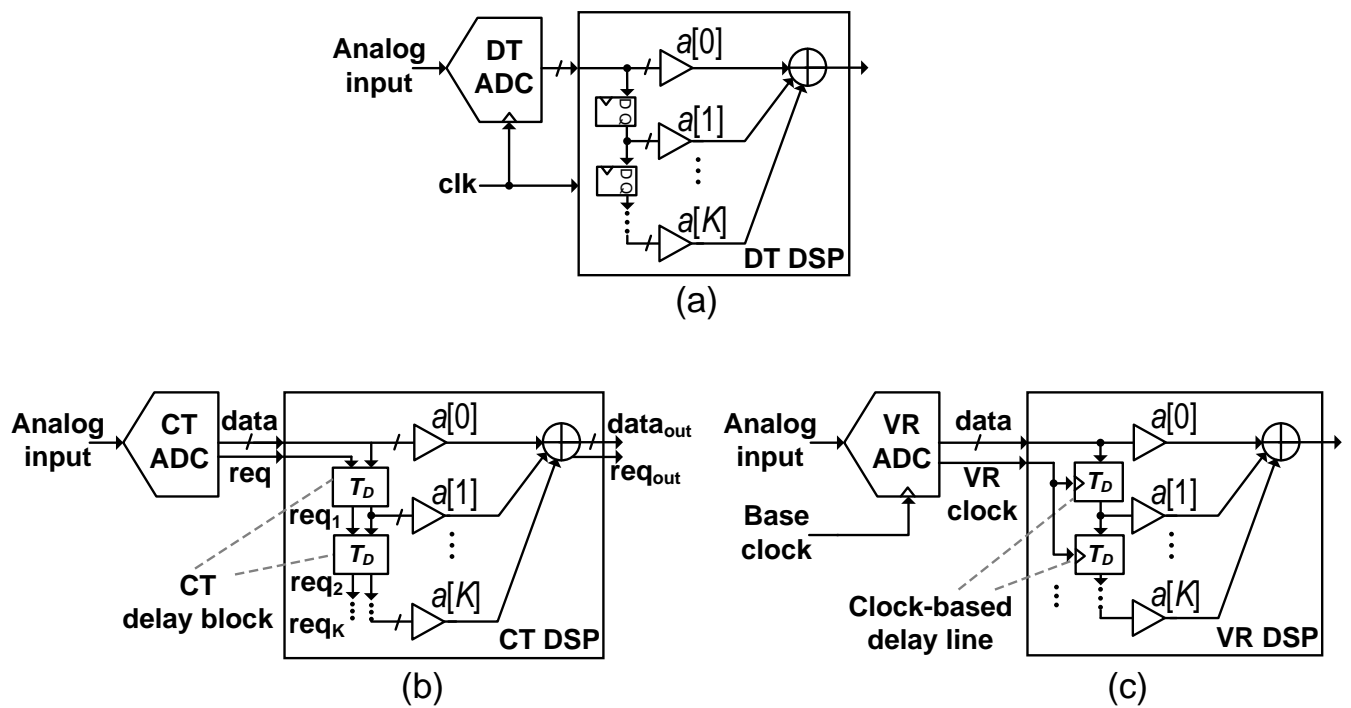 Analog
input
DT
ADC
clk
D Q
D Q
a[0]
a[1]
a[K]
DT DSP
(a)
Analog
input
CT
ADC
data
req
T_D
req_1
T_D
req_2
req_K
CT
delay block
a[0]
a[1]
a[K]
data_out
req_out
CT DSP
(b)
Analog
input
VR
ADC
Base
clock
data
VR
clock
T_D
T_D
Clock-based
delay line
a[0]
a[1]
a[K]
VR DSP
(c)